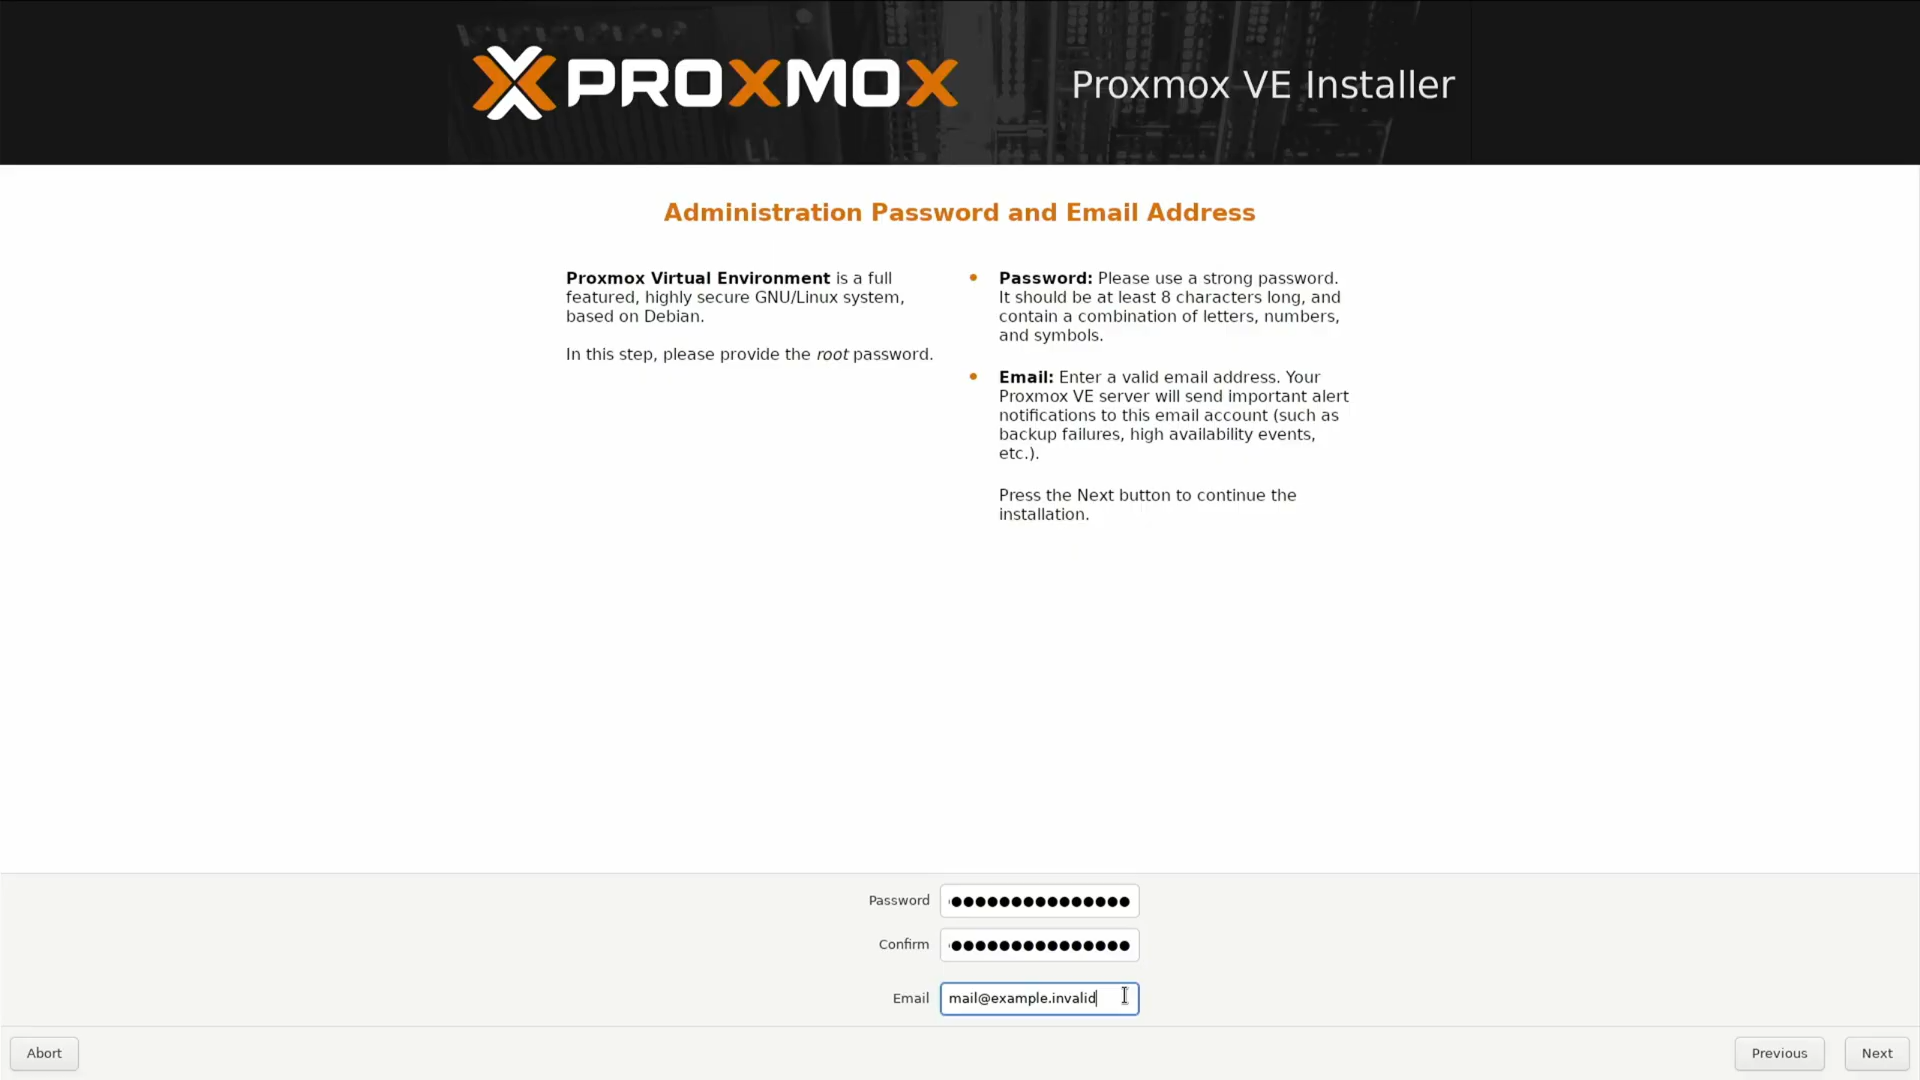 PROXMOX
Proxmox VE Installer
Administration Password and Email Address
Proxmox Virtual Environment is a full
featured, highly secure GNU/Linux system,
based on Debian.
In this step, please provide the root password.
Password: Please use a strong password.
It should be at least 8 characters long, and
contain a combination of letters, numbers,
and symbols.
Email: Enter a valid email address. Your
Proxmox VE server will send important alert
notifications to this email account (such as
backup failures, high availability events,
etc.).
Press the Next button to continue the
installation.
Password
Confirm
Email mail@example.invalid
Abort
Previous
Next